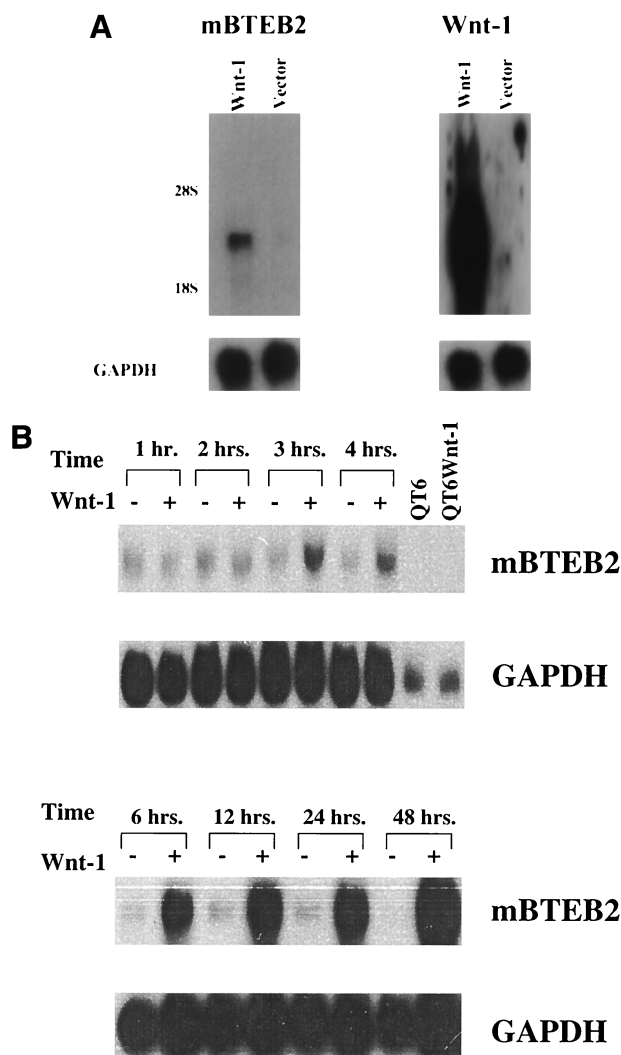 A
mBTEB2 Wnt-1
Wnt-1 Vector Wnt-1 Vector
28S
18S
GAPDH
B
Time 1 hr. 2 hrs. 3 hrs. 4 hrs. QT6 QT6Wnt-1
Wnt-1 - + - + - + - +
mBTEB2
GAPDH
Time 6 hrs. 12 hrs. 24 hrs. 48 hrs.
Wnt-1 - + - + - + - +
mBTEB2
GAPDH